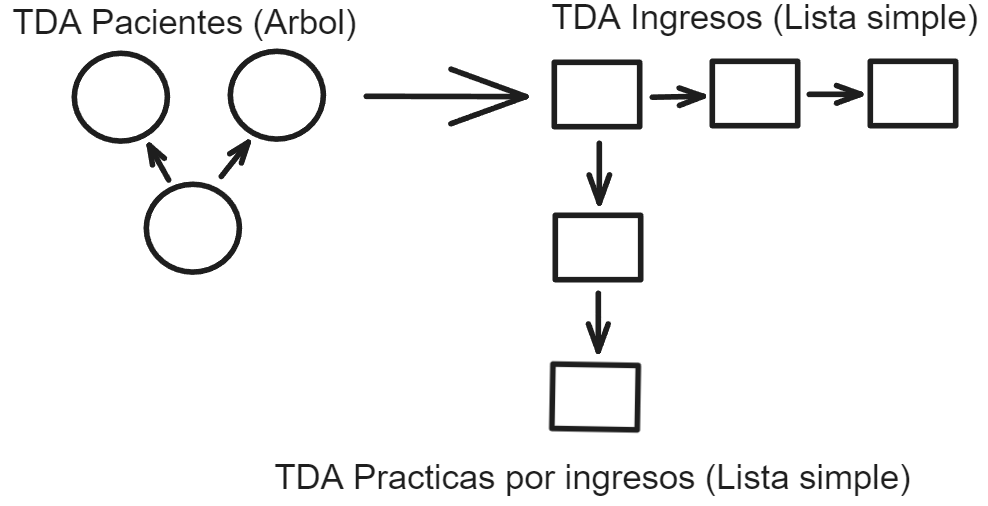 TDA Pacientes (Arbol)
TDA Ingresos (Lista simple)
TDA Practicas por ingresos (Lista simple)